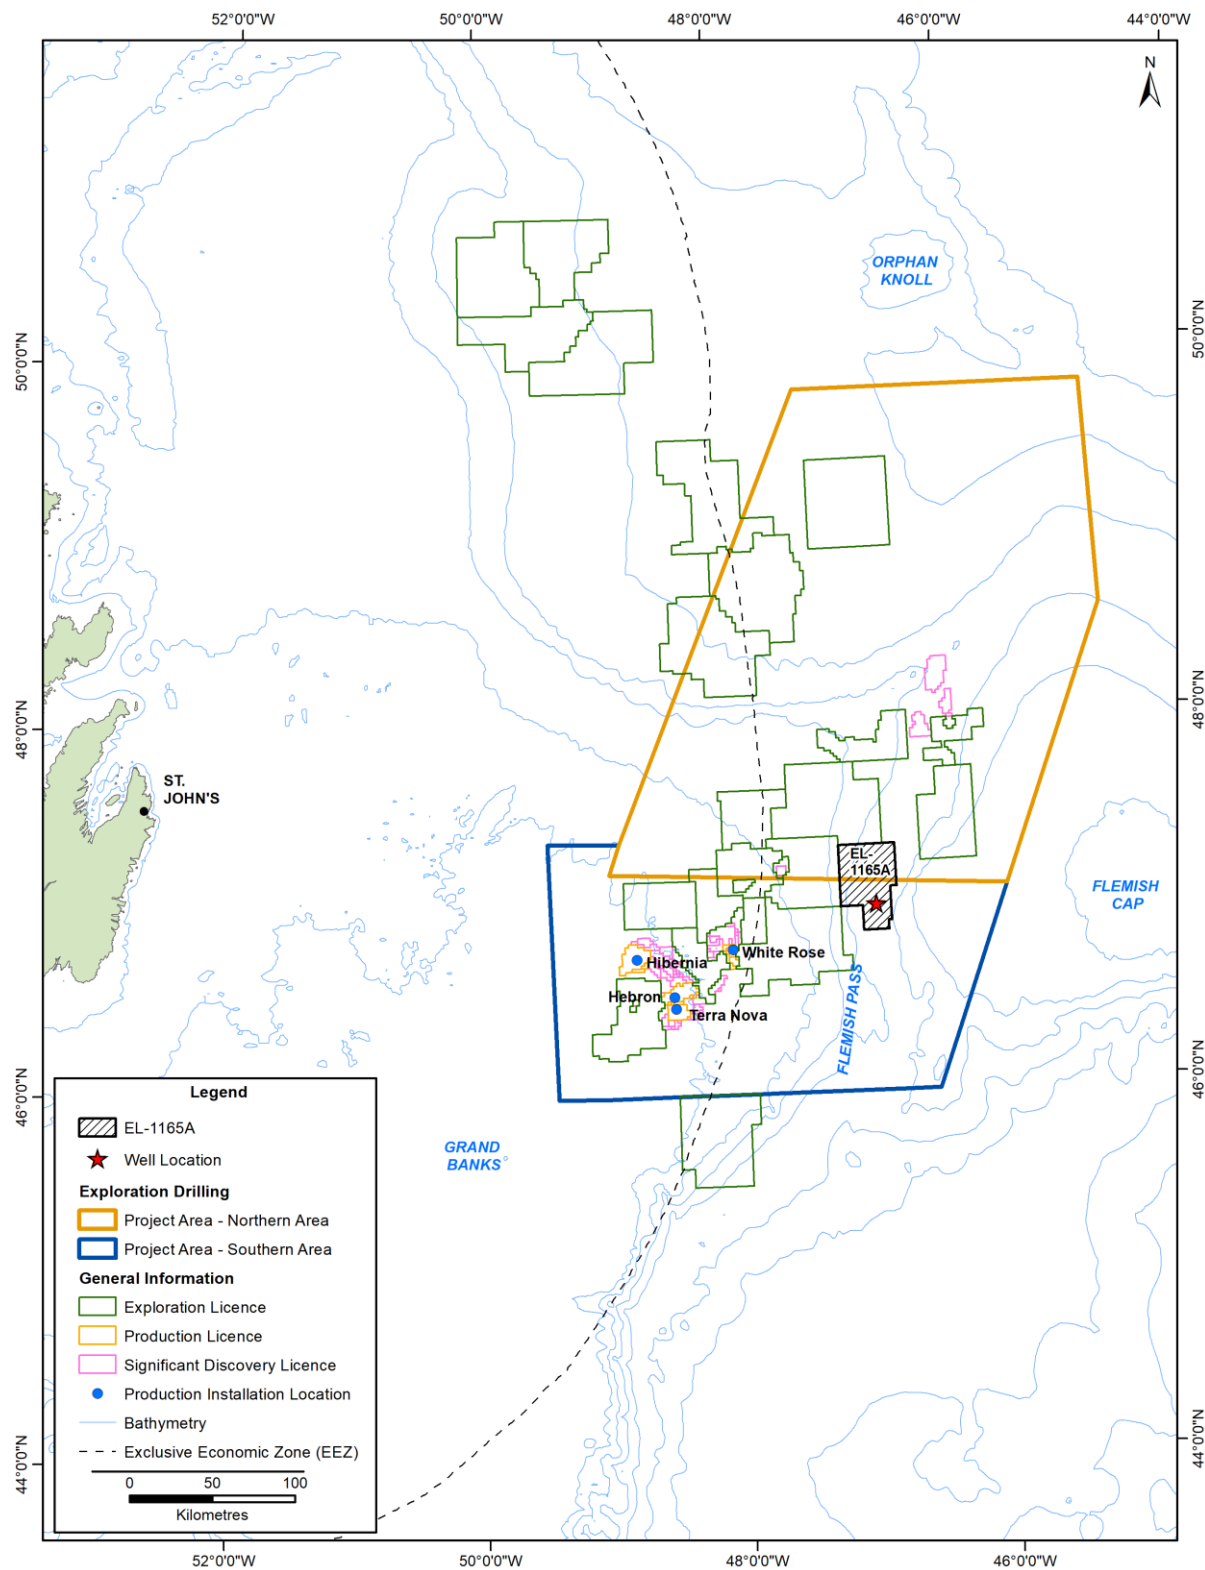 52°0'0"W
50°0'0"W
48°0'0"W
46°0'0"W
44°0'0"W
N
ORPHAN
KNOLL
50°0'0"N
50°0'0"N
48°0'0"N
48°0'0"N
ST.
JOHN'S
EL-
1165A
FLEMISH
CAP
White Rose
Hibernia
Hebron
Terra Nova
FLEMISH PASS
46°0'0"N
46°0'0"N
GRAND
BANKS
Legend
EL-1165A
Well Location
Exploration Drilling
Project Area - Northern Area
Project Area - Southern Area
General Information
Exploration Licence
Production Licence
Significant Discovery Licence
Production Installation Location
Bathymetry
Exclusive Economic Zone (EEZ)
0 50 100
Kilometres
44°0'0"N
44°0'0"N
52°0'0"W
50°0'0"W
48°0'0"W
46°0'0"W